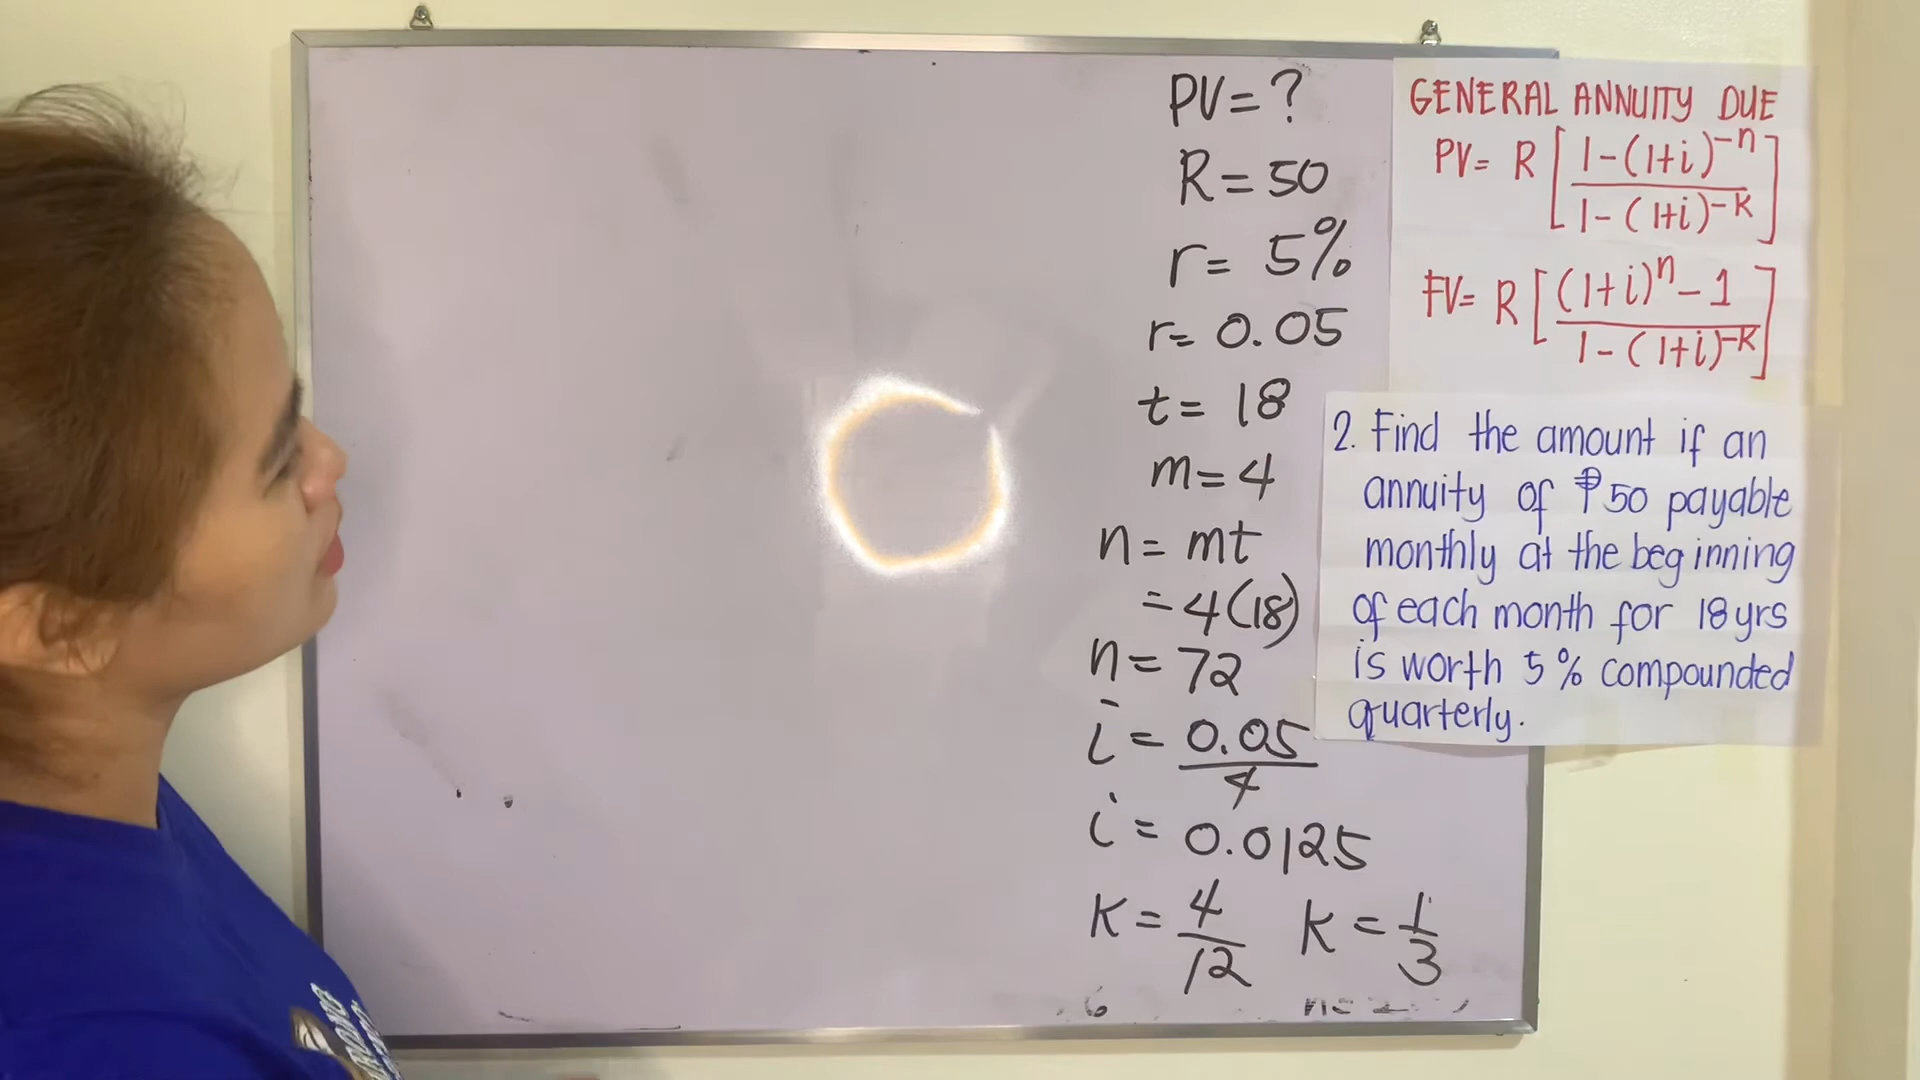 PV = ?
R = 50
r = 5%
r = 0.05
t = 18
m = 4
n = mt
= 4(18)
n = 72
i = 0.05/4
i = 0.0125
K = 4/12 K = 1/3
GENERAL ANNUITY DUE
PV = R [1-(1+i)^-n / 1-(1+i)^-K]
FV = R [(1+i)^n - 1 / 1-(1+i)^-K]
2. Find the amount if an
annuity of ₱50 payable
monthly at the beginning
of each month for 18 yrs
is worth 5% compounded
quarterly.